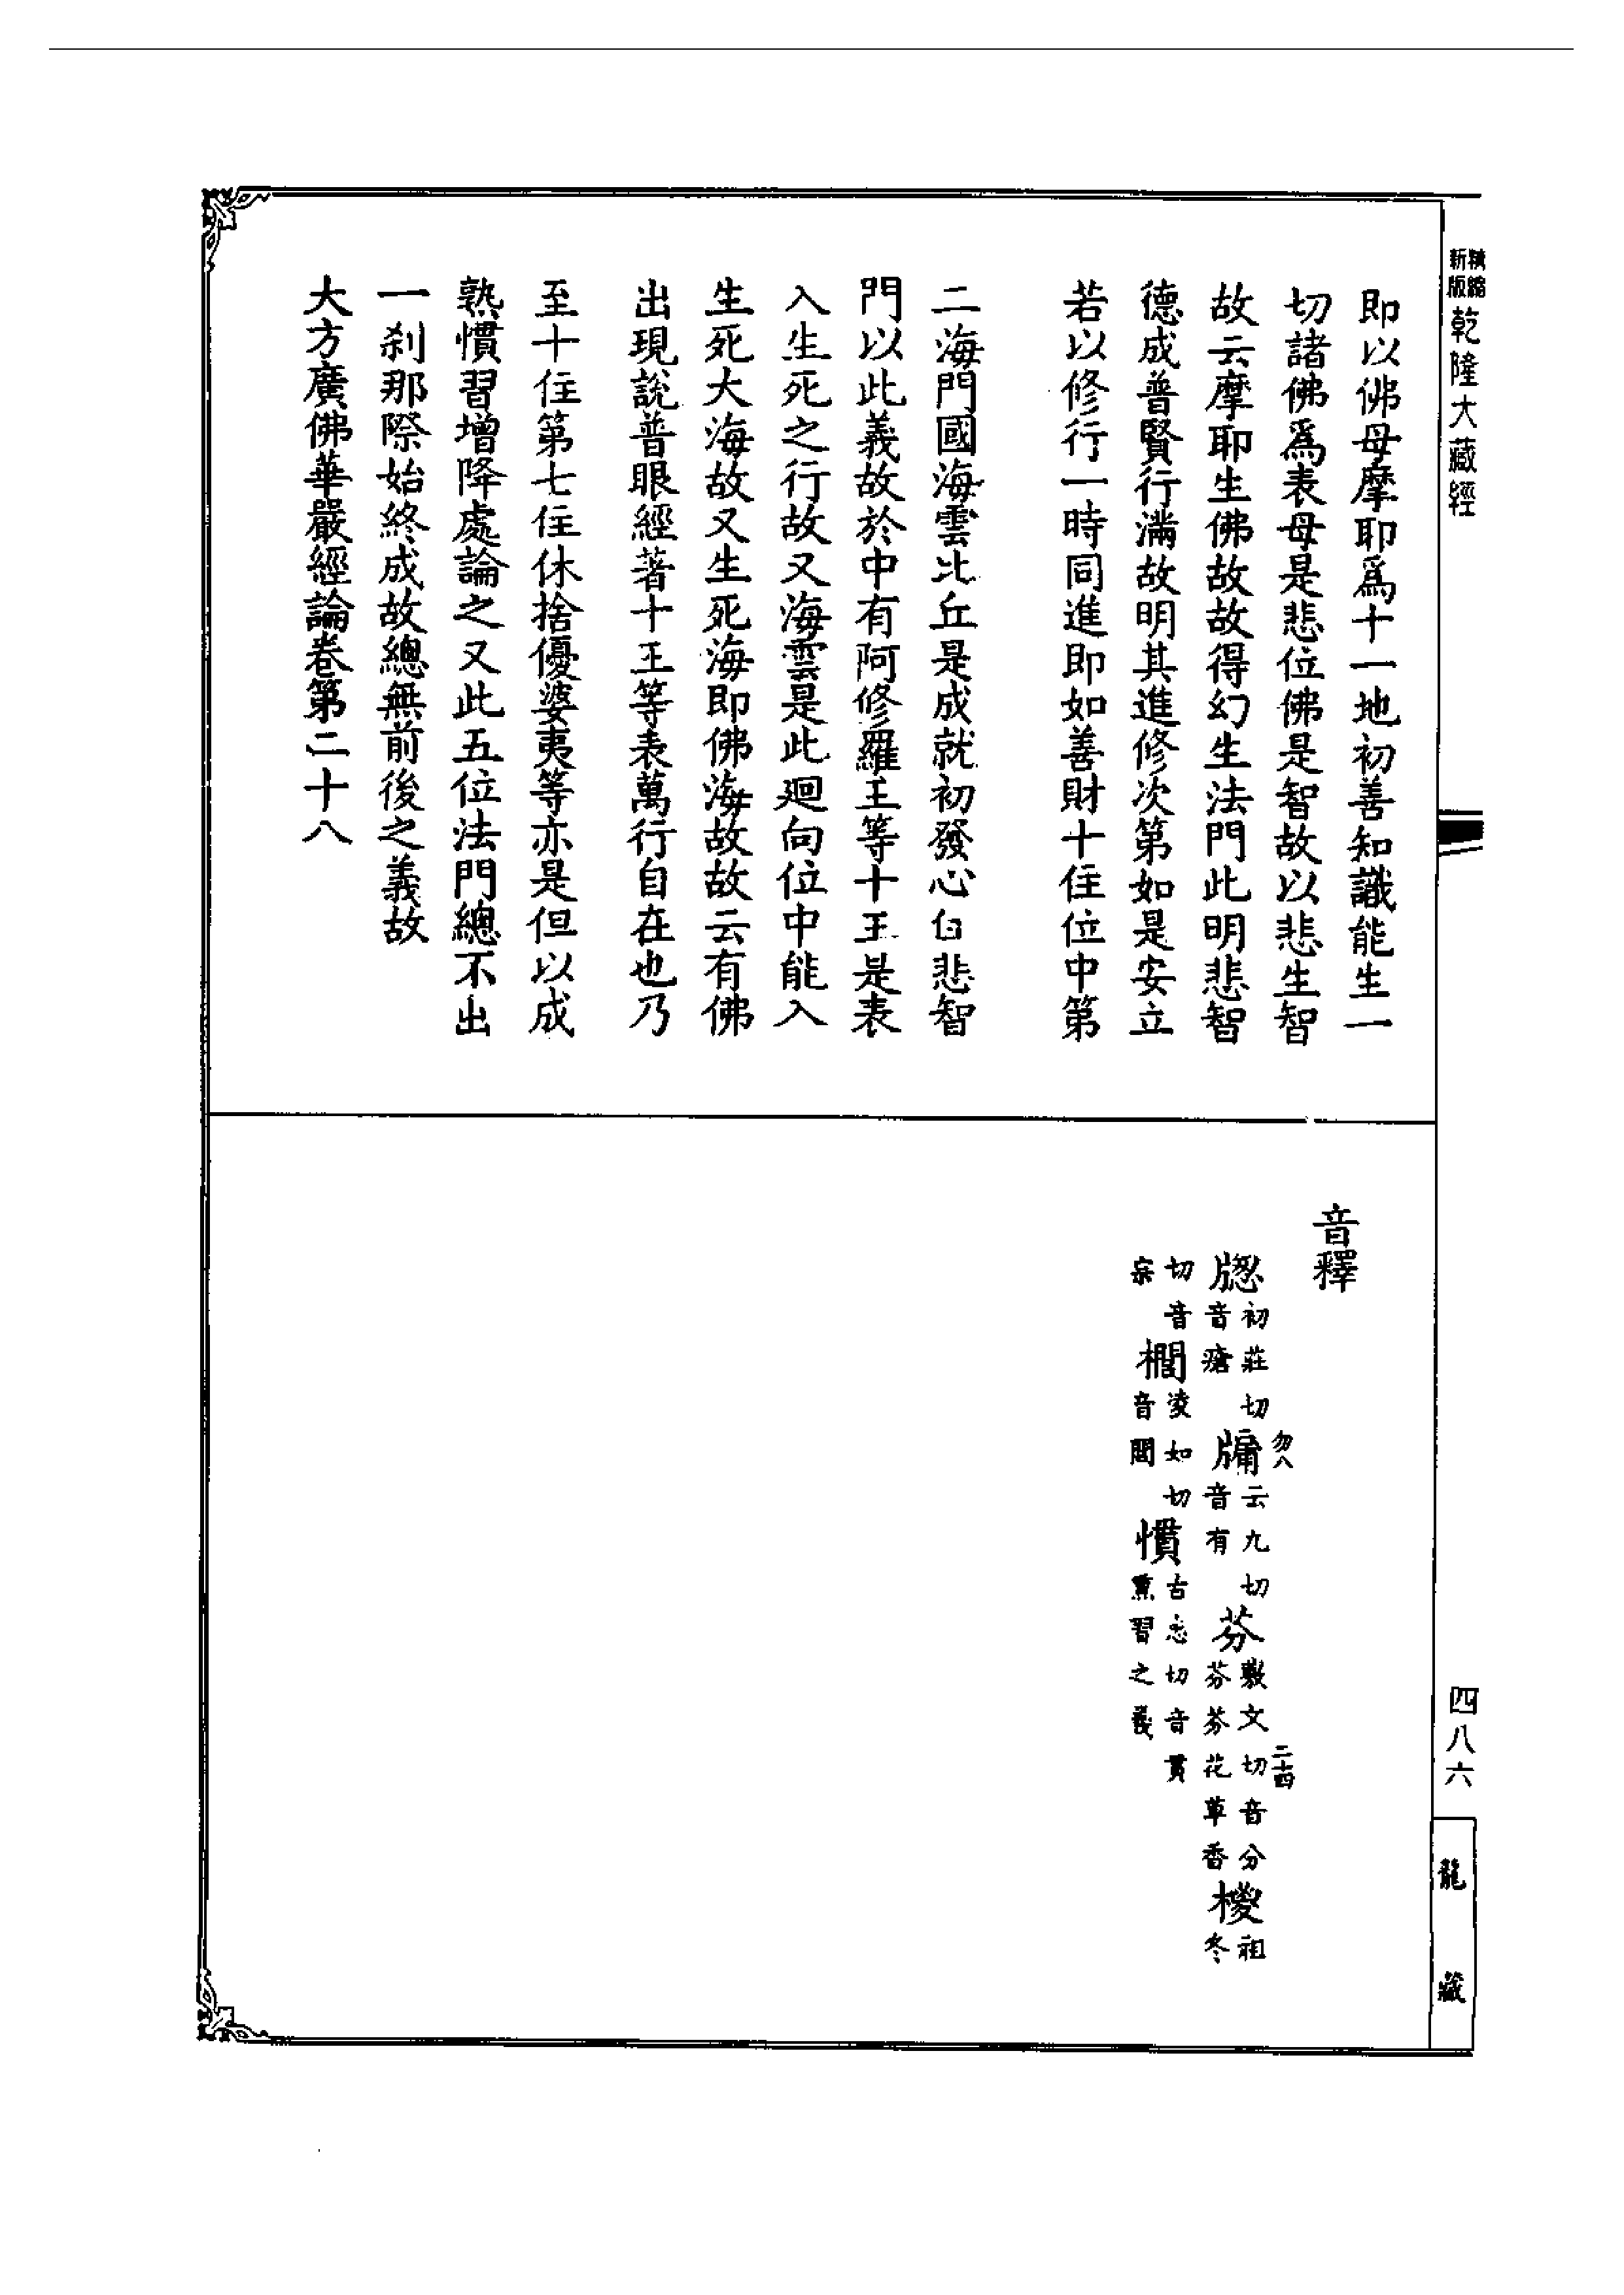 新版
精縮
乾隆大藏經
即以佛母摩耶爲十一地初善知識能生一
切諸佛爲表母是悲位佛是智故以悲生智
故云摩耶生佛故故得幻生法門此明悲智
德成普賢行滿故明其進修次第如是安立
若以修行一時同進即如善財十住位中第
二海門國海雲比丘是成就初發心白悲智
門以此義故於中有阿修羅王等十王是表
入生死之行故又海雲是此迴向位中能入
生死大海故又生死海即佛海故故云有佛
出現說普眼經著十王等表萬行自在也乃
至十住第七住休捨優婆夷等亦是但以成
熟慣習增降處論之又此五位法門總不出
一刹那際始終成故總無前後之義故
大方廣佛華嚴經論卷第二十八
音釋
牎初莊切音瘡 牖云九切音有 芬敷文切音分芬芬花草香 椶祖冬
切音宗 櫚凌如切音閭 慣古患切音貫熏習之義
勿八
二十四
四八六
龍藏